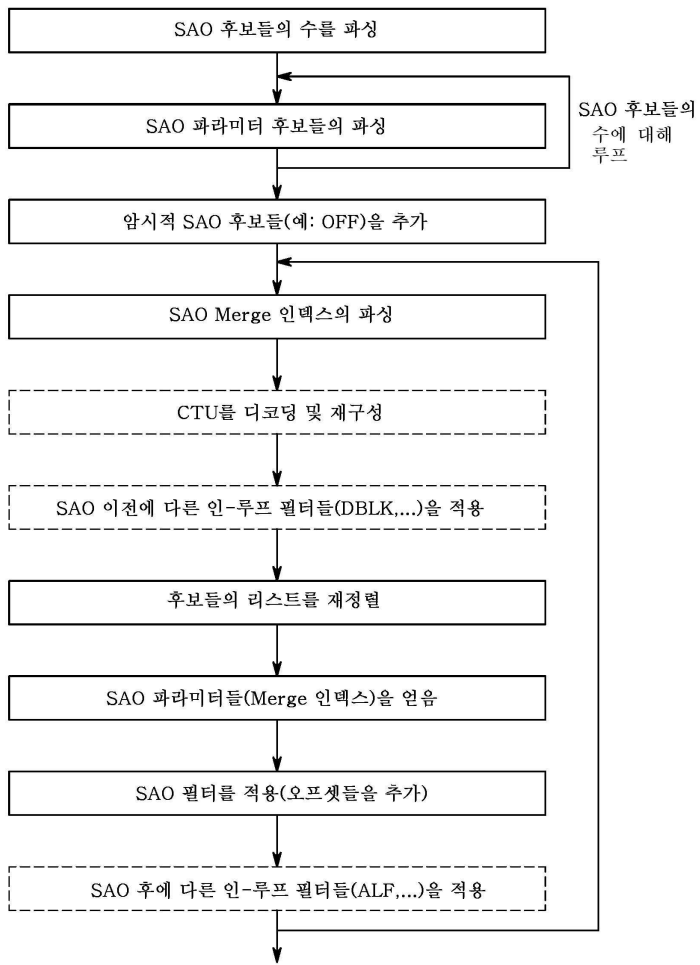 SAO 후보들의 수를 파싱
SAO 파라미터 후보들의 파싱
SAO 후보들의
수에 대해
루프
암시적 SAO 후보들(예: OFF)을 추가
SAO Merge 인덱스의 파싱
CTU를 디코딩 및 재구성
SAO 이전에 다른 인-루프 필터들(DBLK,...)을 적용
후보들의 리스트를 재정렬
SAO 파라미터들(Merge 인덱스)을 얻음
SAO 필터를 적용(오프셋들을 추가)
SAO 후에 다른 인-루프 필터들(ALF,...)을 적용